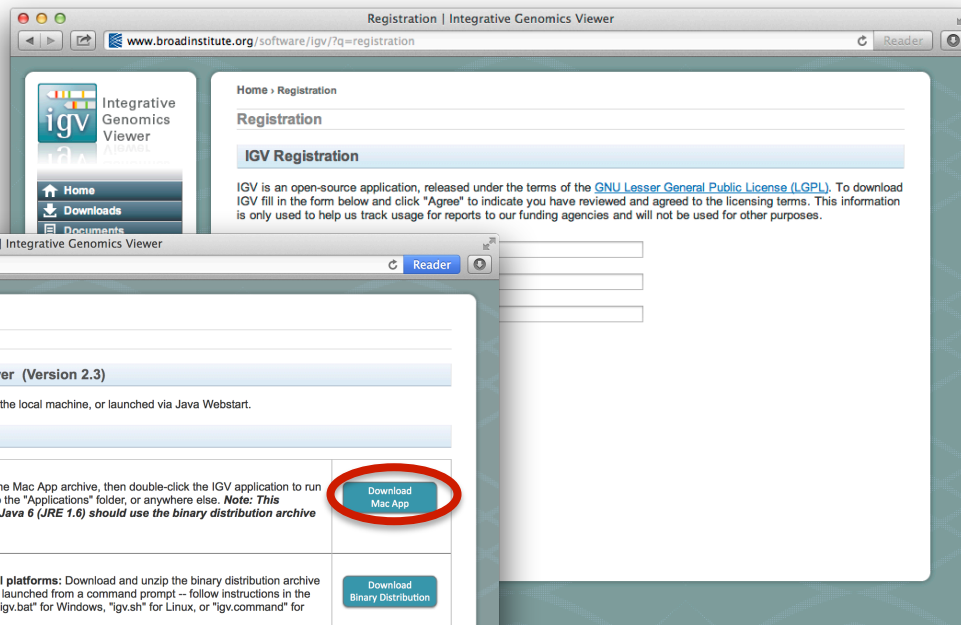 Registration | Integrative Genomics Viewer
www.broadinstitute.org/software/igv/?q=registration
Reader
igv
Integrative
Genomics
Viewer
Home
Downloads
Documents
Home › Registration
Registration
IGV Registration
IGV is an open-source application, released under the terms of the GNU Lesser General Public License (LGPL). To download
IGV fill in the form below and click "Agree" to indicate you have reviewed and agreed to the licensing terms. This information
is only used to help us track usage for reports to our funding agencies and will not be used for other purposes.
| Integrative Genomics Viewer
Reader
er (Version 2.3)
the local machine, or launched via Java Webstart.
he Mac App archive, then double-click the IGV application to run
the "Applications" folder, or anywhere else. Note: This
Java 6 (JRE 1.6) should use the binary distribution archive
Download
Mac App
l platforms: Download and unzip the binary distribution archive
launched from a command prompt -- follow instructions in the
igv.bat" for Windows, "igv.sh" for Linux, or "igv.command" for
Download
Binary Distribution